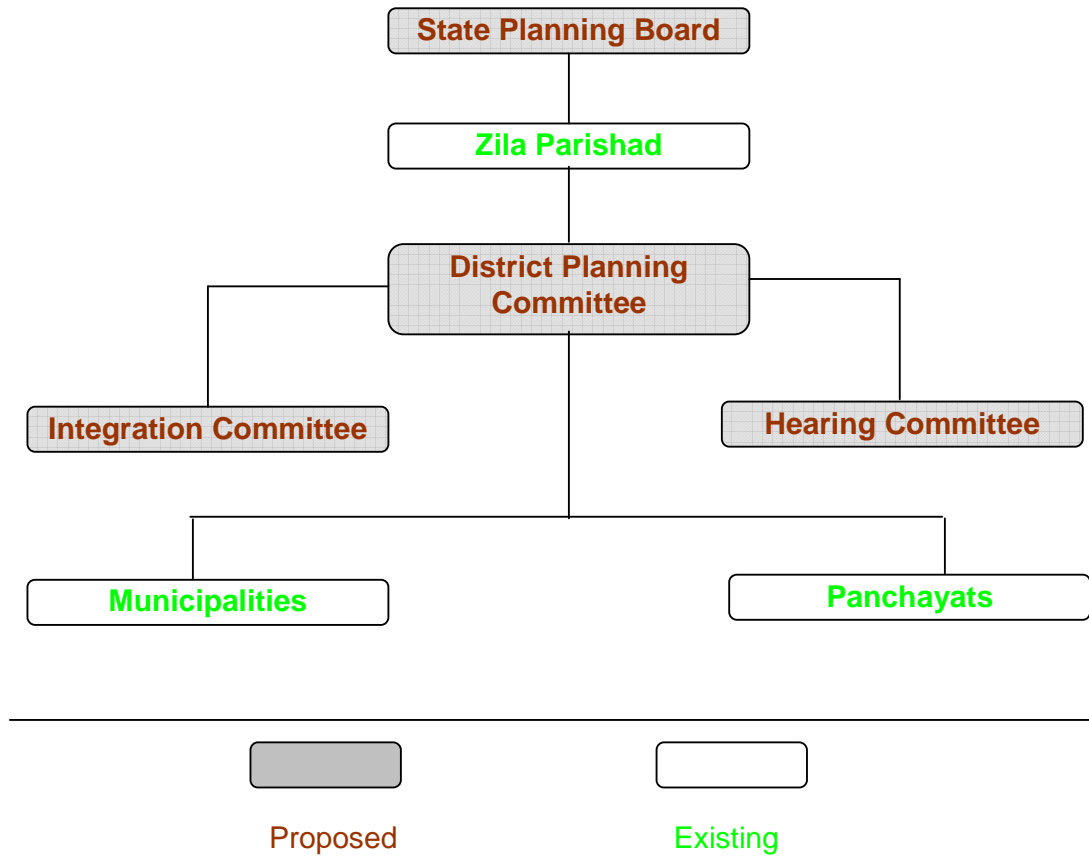 State Planning Board
Zila Parishad
District Planning
Committee
Integration Committee
Hearing Committee
Municipalities
Panchayats
Proposed
Existing